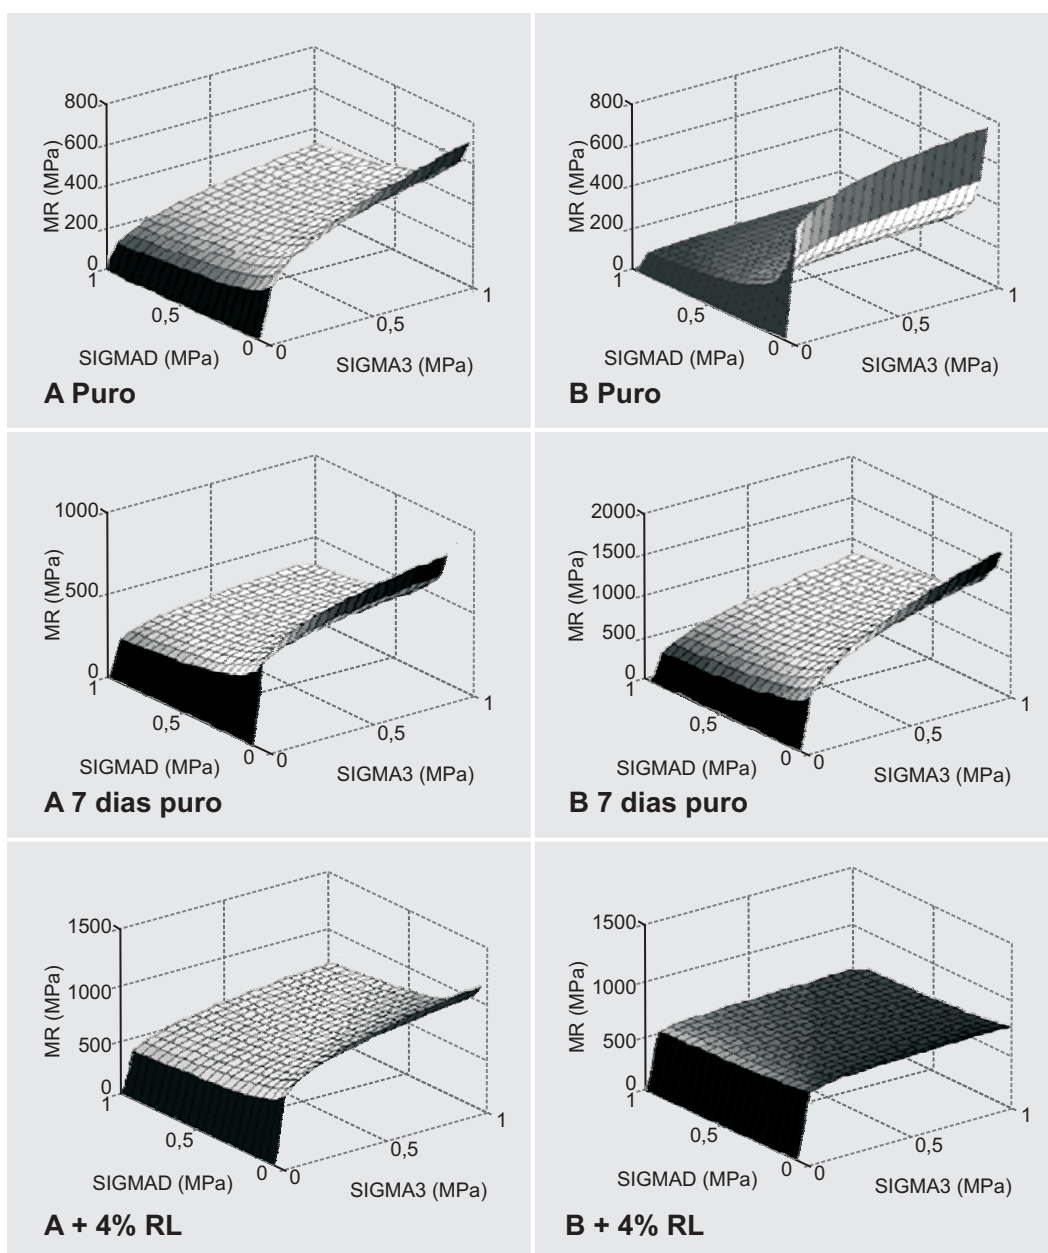 800
600
400
200
0
MR (MPa)
1
0,5
0
0
0,5
1
SIGMAD (MPa)
SIGMA3 (MPa)
A Puro
800
600
400
200
0
MR (MPa)
1
0,5
0
0
0,5
1
SIGMAD (MPa)
SIGMA3 (MPa)
B Puro
1000
500
0
MR (MPa)
1
0,5
0
0
0,5
1
SIGMAD (MPa)
SIGMA3 (MPa)
A 7 dias puro
2000
1500
1000
500
0
MR (MPa)
1
0,5
0
0
0,5
1
SIGMAD (MPa)
SIGMA3 (MPa)
B 7 dias puro
1500
1000
500
0
MR (MPa)
1
0,5
0
0
0,5
1
SIGMAD (MPa)
SIGMA3 (MPa)
A + 4% RL
1500
1000
500
0
MR (MPa)
1
0,5
0
0
0,5
1
SIGMAD (MPa)
SIGMA3 (MPa)
B + 4% RL